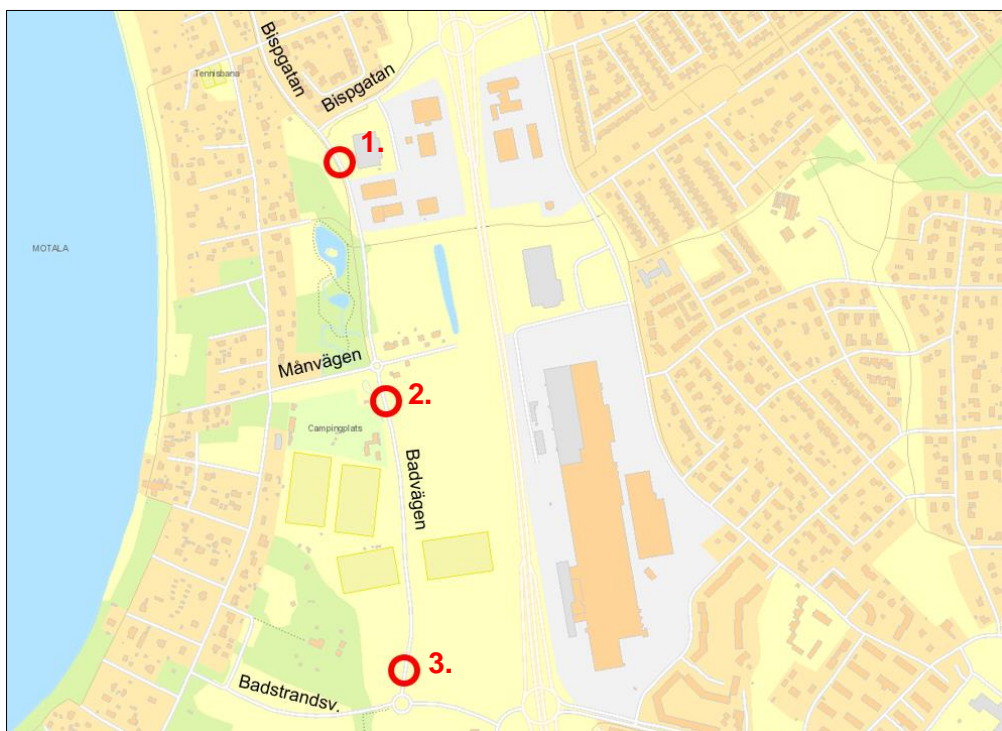 Bispgatan
Tennisbana
Bispgatan
1.
MOTALA
Månvägen
2.
Campingplats
Badvägen
3.
Badstrandsv.